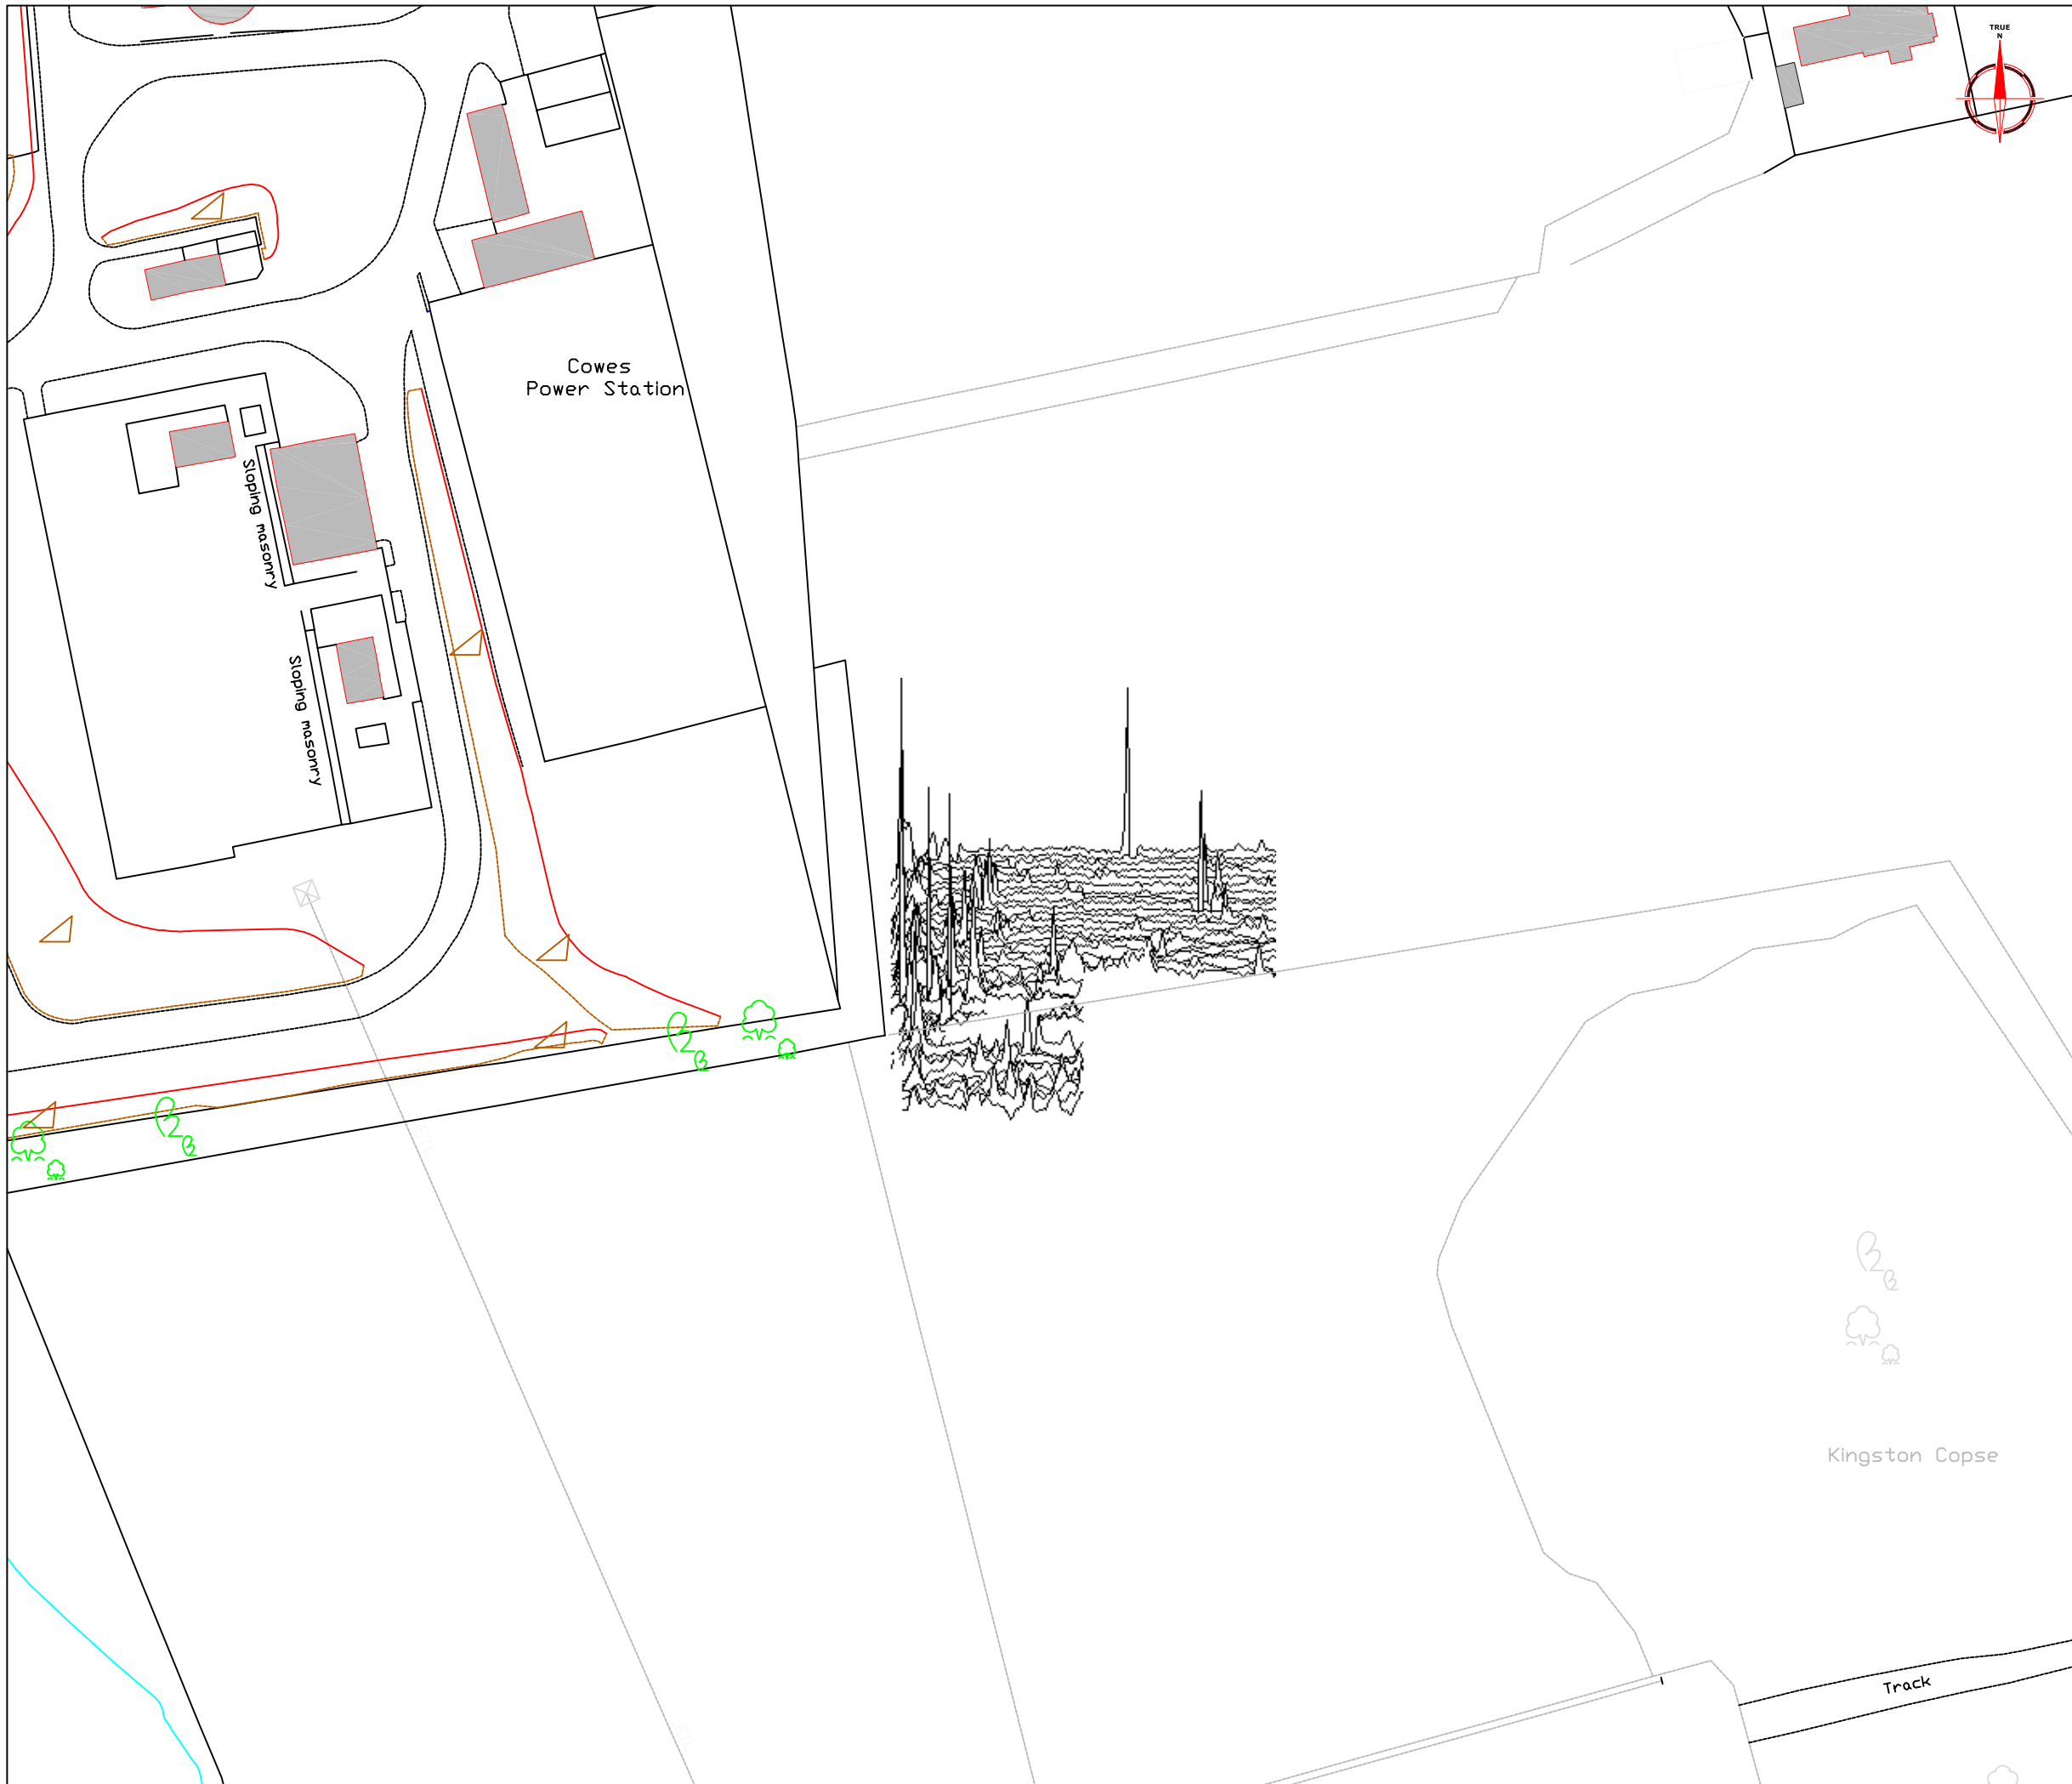 TRUE
N
Cowes
Power Station
Sloping masonry
Sloping masonry
Kingston Copse
Track